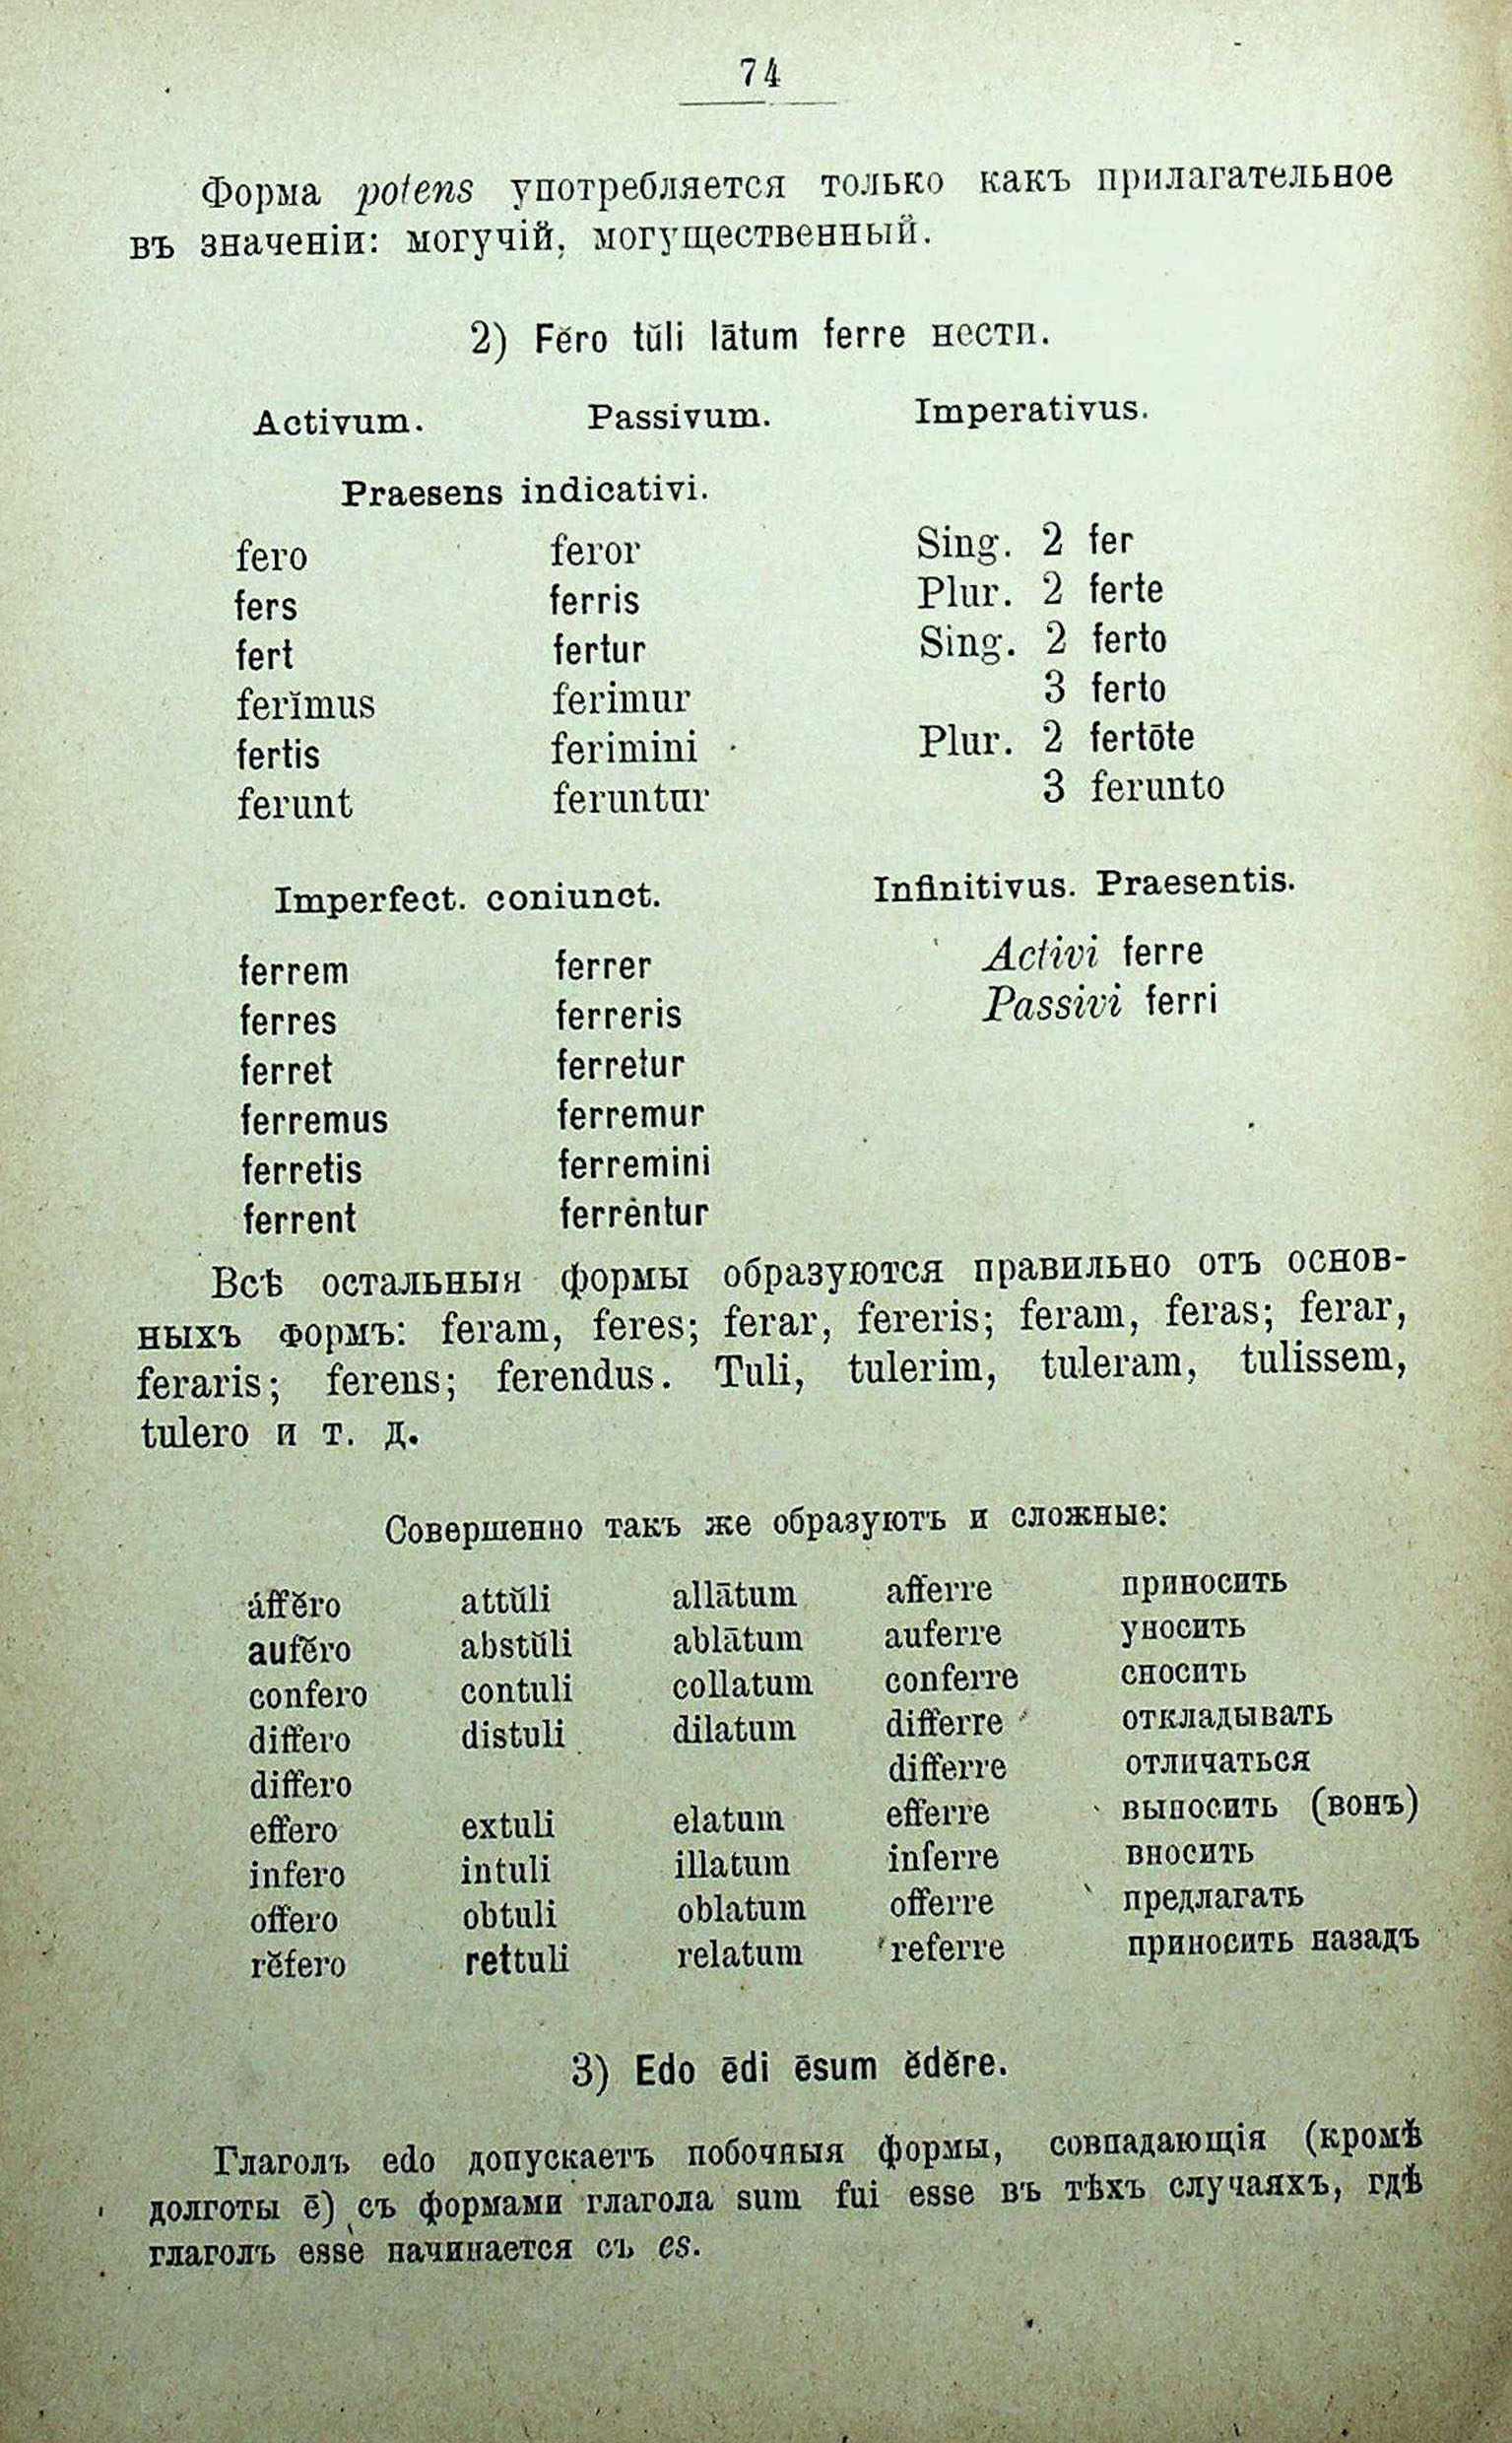 74
Форма potens употребляется только какъ прилагательное
въ значеніи: могучій, могущественный.
2) Fĕro tŭli lātum ferre нести.
Activum. Passivum. Imperativus.
Praesens indicativi.
fero feror Sing. 2 fer
fers ferris Plur. 2 ferte
fert fertur Sing. 2 ferto
ferĭmus ferimur 3 ferto
fertis ferimini Plur. 2 fertōte
ferunt feruntur 3 ferunto
Imperfect. coniunct. Infinitivus. Praesentis.
ferrem ferrer Activi ferre
ferres ferreris Passivi ferri
ferret ferretur
ferremus ferremur
ferretis ferremini
ferrent ferrentur
Всѣ остальныя формы образуются правильно отъ основ-
ныхъ формъ: feram, feres; ferar, fereris; feram, feras; ferar,
feraris; ferens; ferendus. Tuli, tulerim, tuleram, tulissem,
tulero и т. д.
Совершенно такъ же образуютъ и сложные:
áffĕro attŭli allātum afferre приносить
aufĕro abstŭli ablātum auferre уносить
confero contuli collatum conferre сносить
differo distuli dilatum differre откладывать
differo differre отличаться
effero extuli elatum efferre выносить (вонъ)
infero intuli illatum inferre вносить
offero obtuli oblatum offerre предлагать
rĕfero rettuli relatum referre приносить назадъ
3) Edo ēdi ēsum ĕdĕre.
Глаголъ edo допускаетъ побочныя формы, совпадающія (кромѣ
долготы ē) съ формами глагола sum fui esse въ тѣхъ случаяхъ, гдѣ
глаголъ esse начинается съ es.